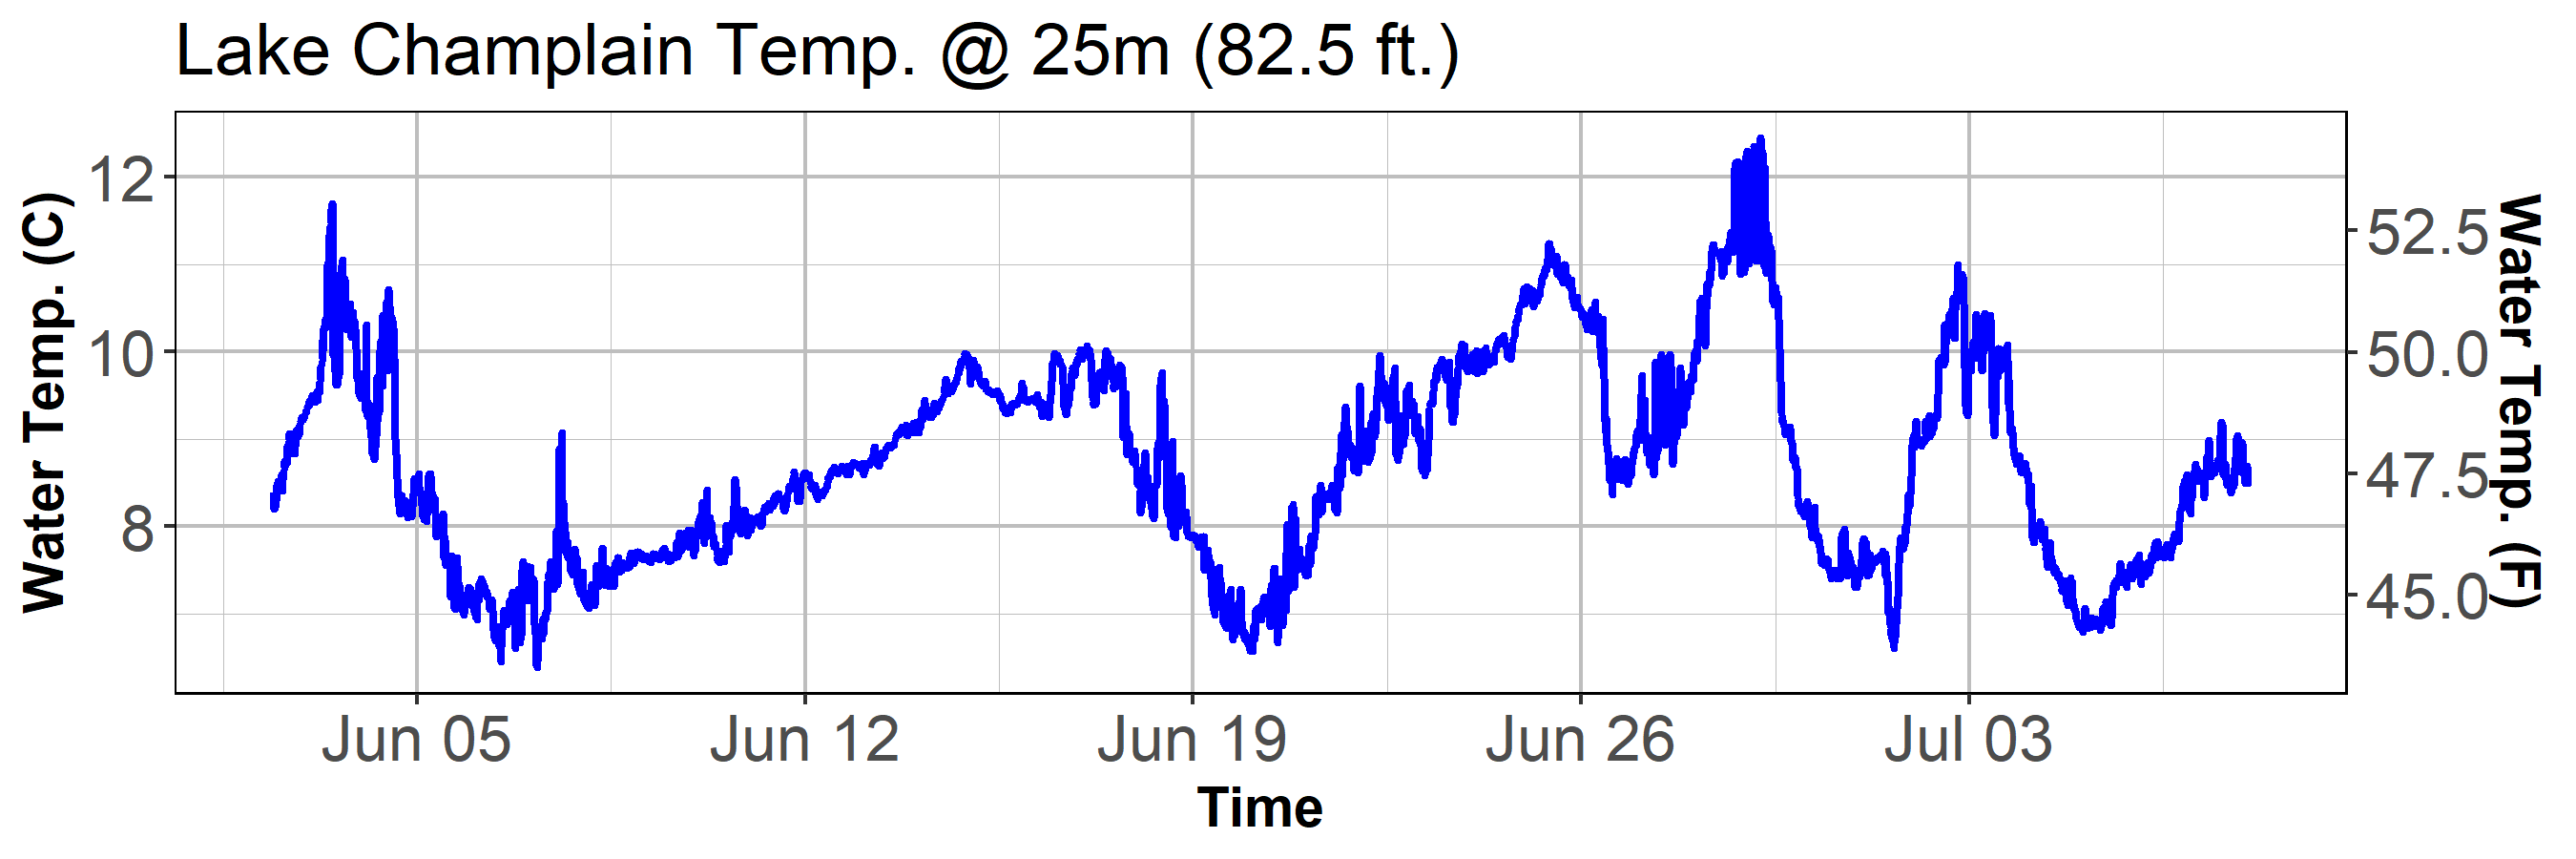 Lake Champlain Temp. @ 25m (82.5 ft.)
Water Temp. (C)
12
10
8
52.5
50.0
47.5
45.0
Water Temp. (F)
Jun 05 Jun 12 Jun 19 Jun 26 Jul 03
Time